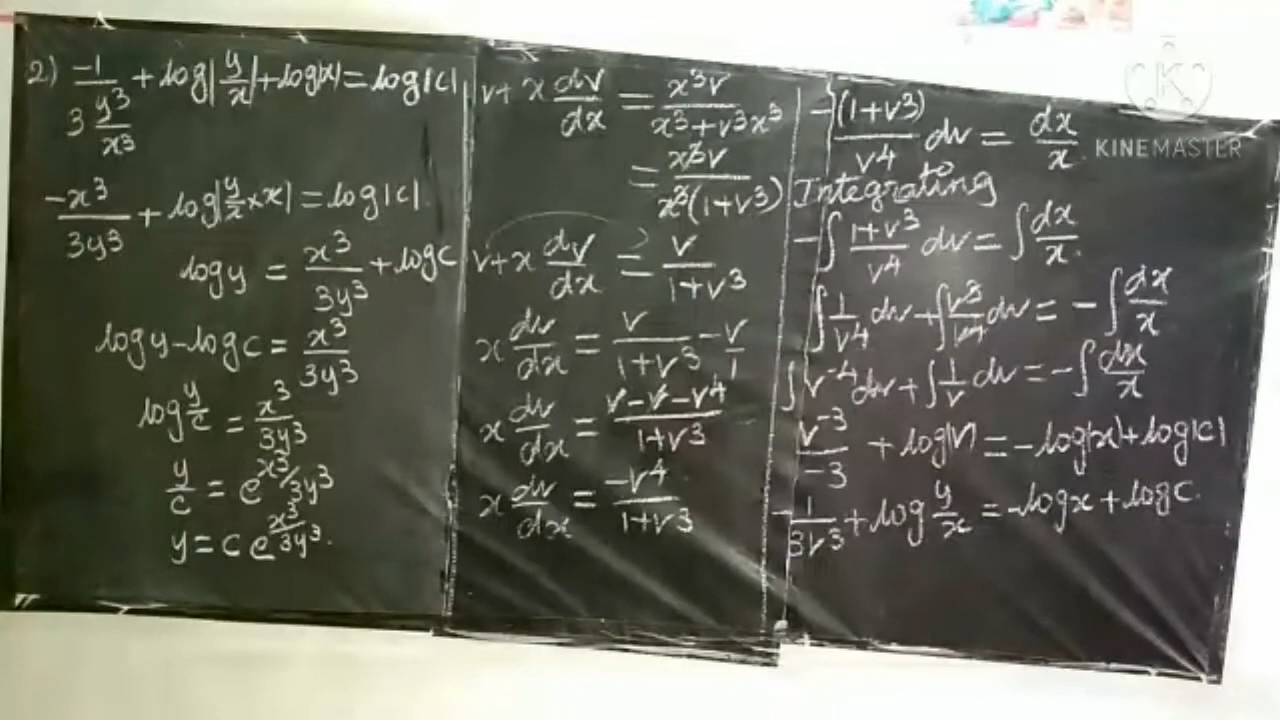 2) -1/(3 y³/x³) + log|y/x| + log|x| = log|c|
-x³/3y³ + log|y/x × x| = log|c|
log y = x³/3y³ + log c
log y - log c = x³/3y³
log y/c = x³/3y³
y/c = e^(x³/3y³)
y = c e^(x³/3y³).
v + x dv/dx = x³v/(x³+v³x³)
= x³v/(x³(1+v³))
v + x dv/dx = v/(1+v³)
x dv/dx = v/(1+v³) - v/1
x dv/dx = (v-v-v⁴)/(1+v³)
x dv/dx = -v⁴/(1+v³)
-(1+v³)/v⁴ dv = dx/x
Integrating
-∫ (1+v³)/v⁴ dv = ∫ dx/x.
∫ 1/v⁴ dv + ∫ v³/v⁴ dv = -∫ dx/x
∫ v⁻⁴ dv + ∫ 1/v dv = -∫ dx/x
v⁻³/-3 + log|v| = -log|x| + log|c|
-1/3v³ + log y/x = -log x + log c.
K
KINEMASTER